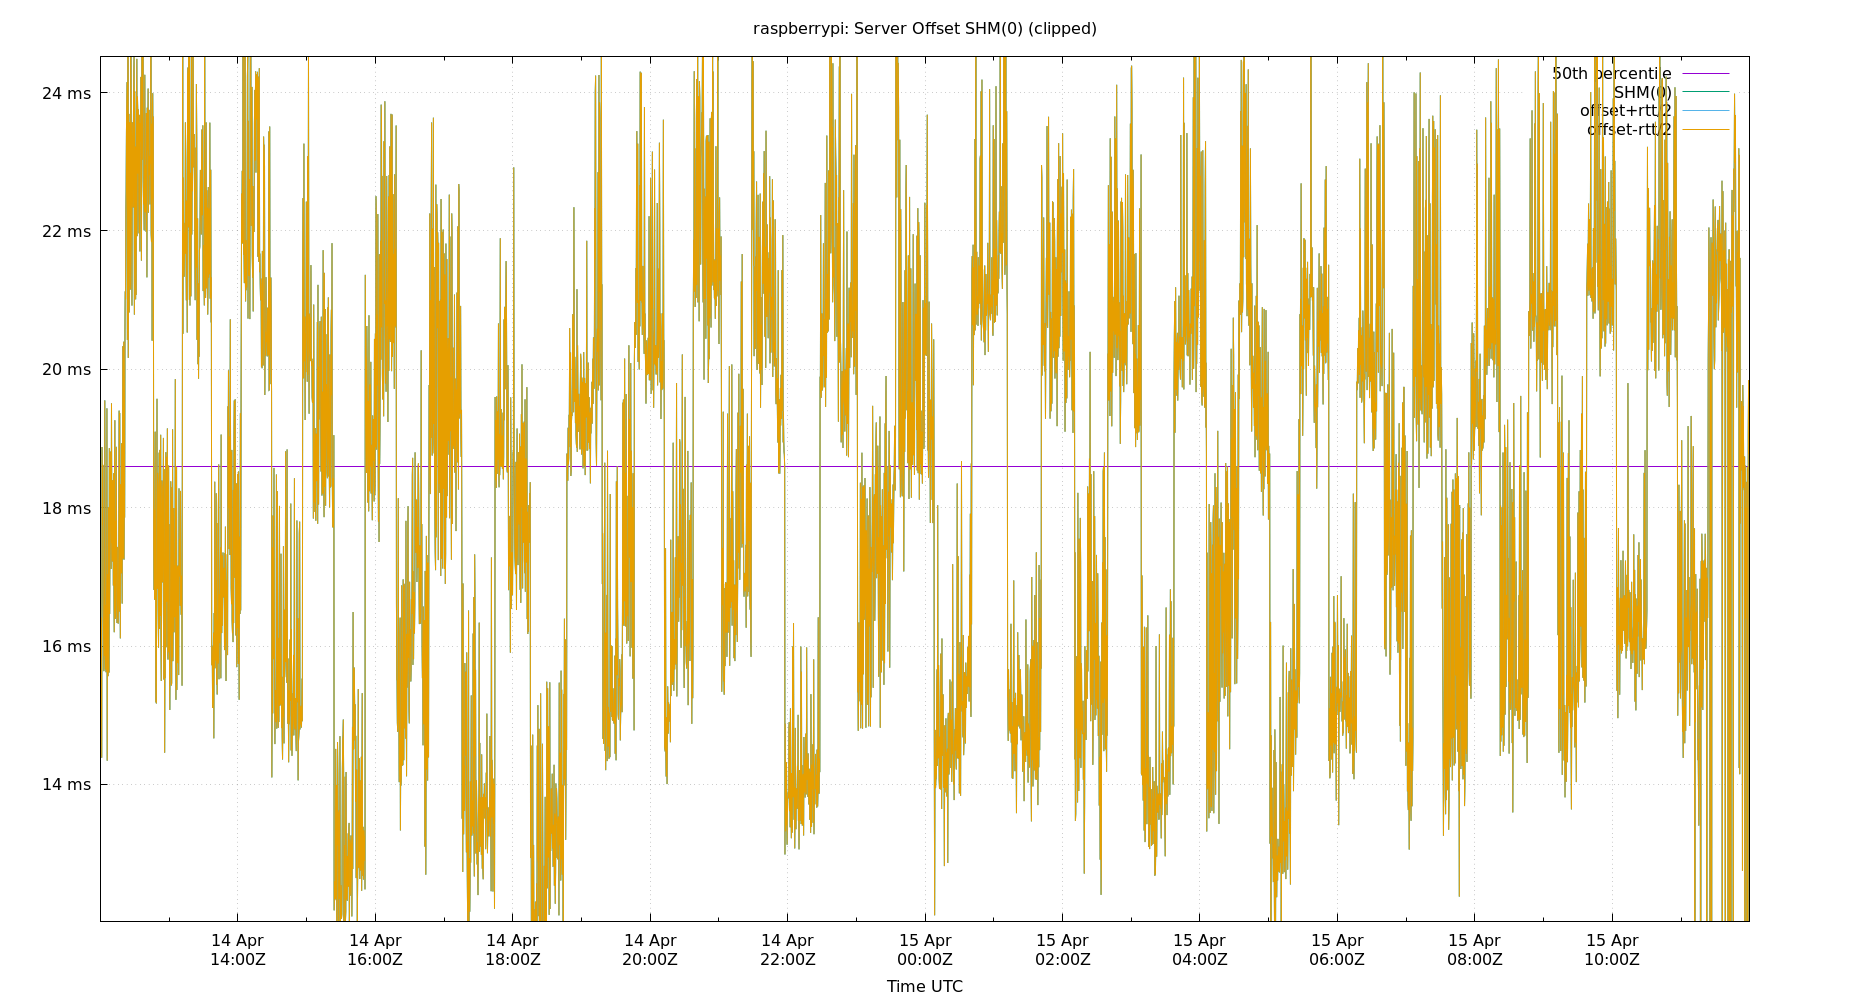 raspberrypi: Server Offset SHM(0) (clipped)
50th percentile
SHM(0)
offset+rtt/2
offset-rtt/2
24 ms
22 ms
20 ms
18 ms
16 ms
14 ms
14 Apr 14 Apr 14 Apr 14 Apr 14 Apr 15 Apr 15 Apr 15 Apr 15 Apr 15 Apr 15 Apr
14:00Z 16:00Z 18:00Z 20:00Z 22:00Z 00:00Z 02:00Z 04:00Z 06:00Z 08:00Z 10:00Z
Time UTC